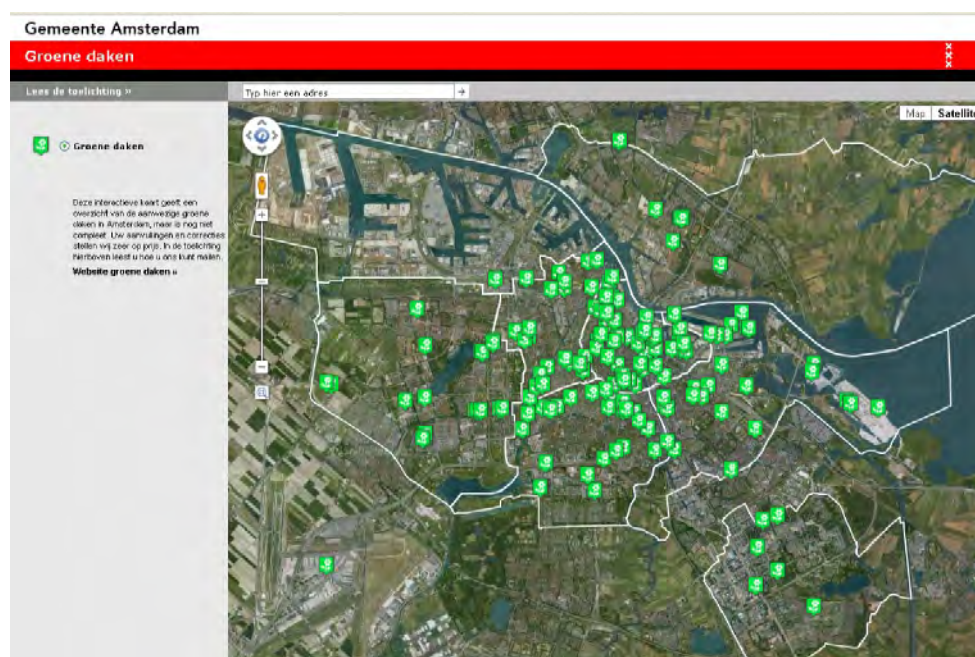 Gemeente Amsterdam
Groene daken
Lees de toelichting »
Typ hier een adres
Map Satellite
Groene daken
Deze interactieve kaart geeft een
overzicht van de aanwezige groene
daken in Amsterdam, maar is nog niet
compleet. Uw aanvullingen en correcties
stellen wij zeer op prijs. In de toelichting
hierboven leest u hoe u ons kunt mailen.
Website groene daken »